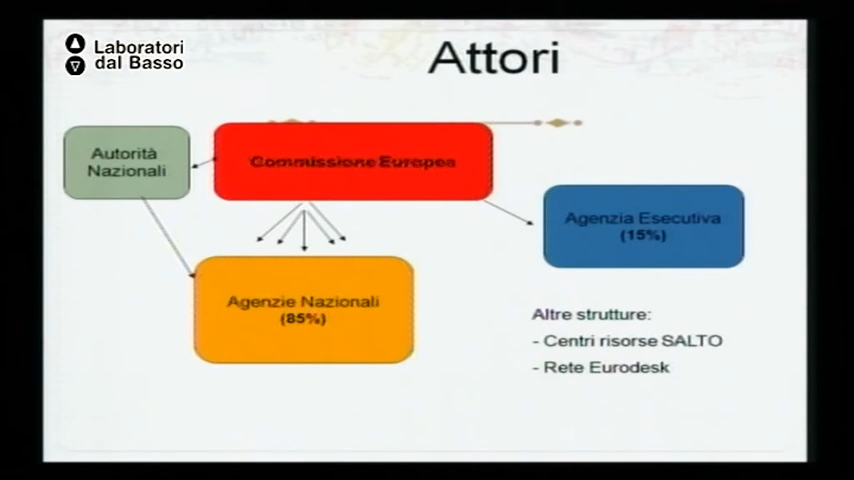 Laboratori
dal Basso
Attori
Autorità
Nazionali
Commissione Europea
Agenzia Esecutiva
(15%)
Agenzie Nazionali
(85%)
Altre strutture:
- Centri risorse SALTO
- Rete Eurodesk